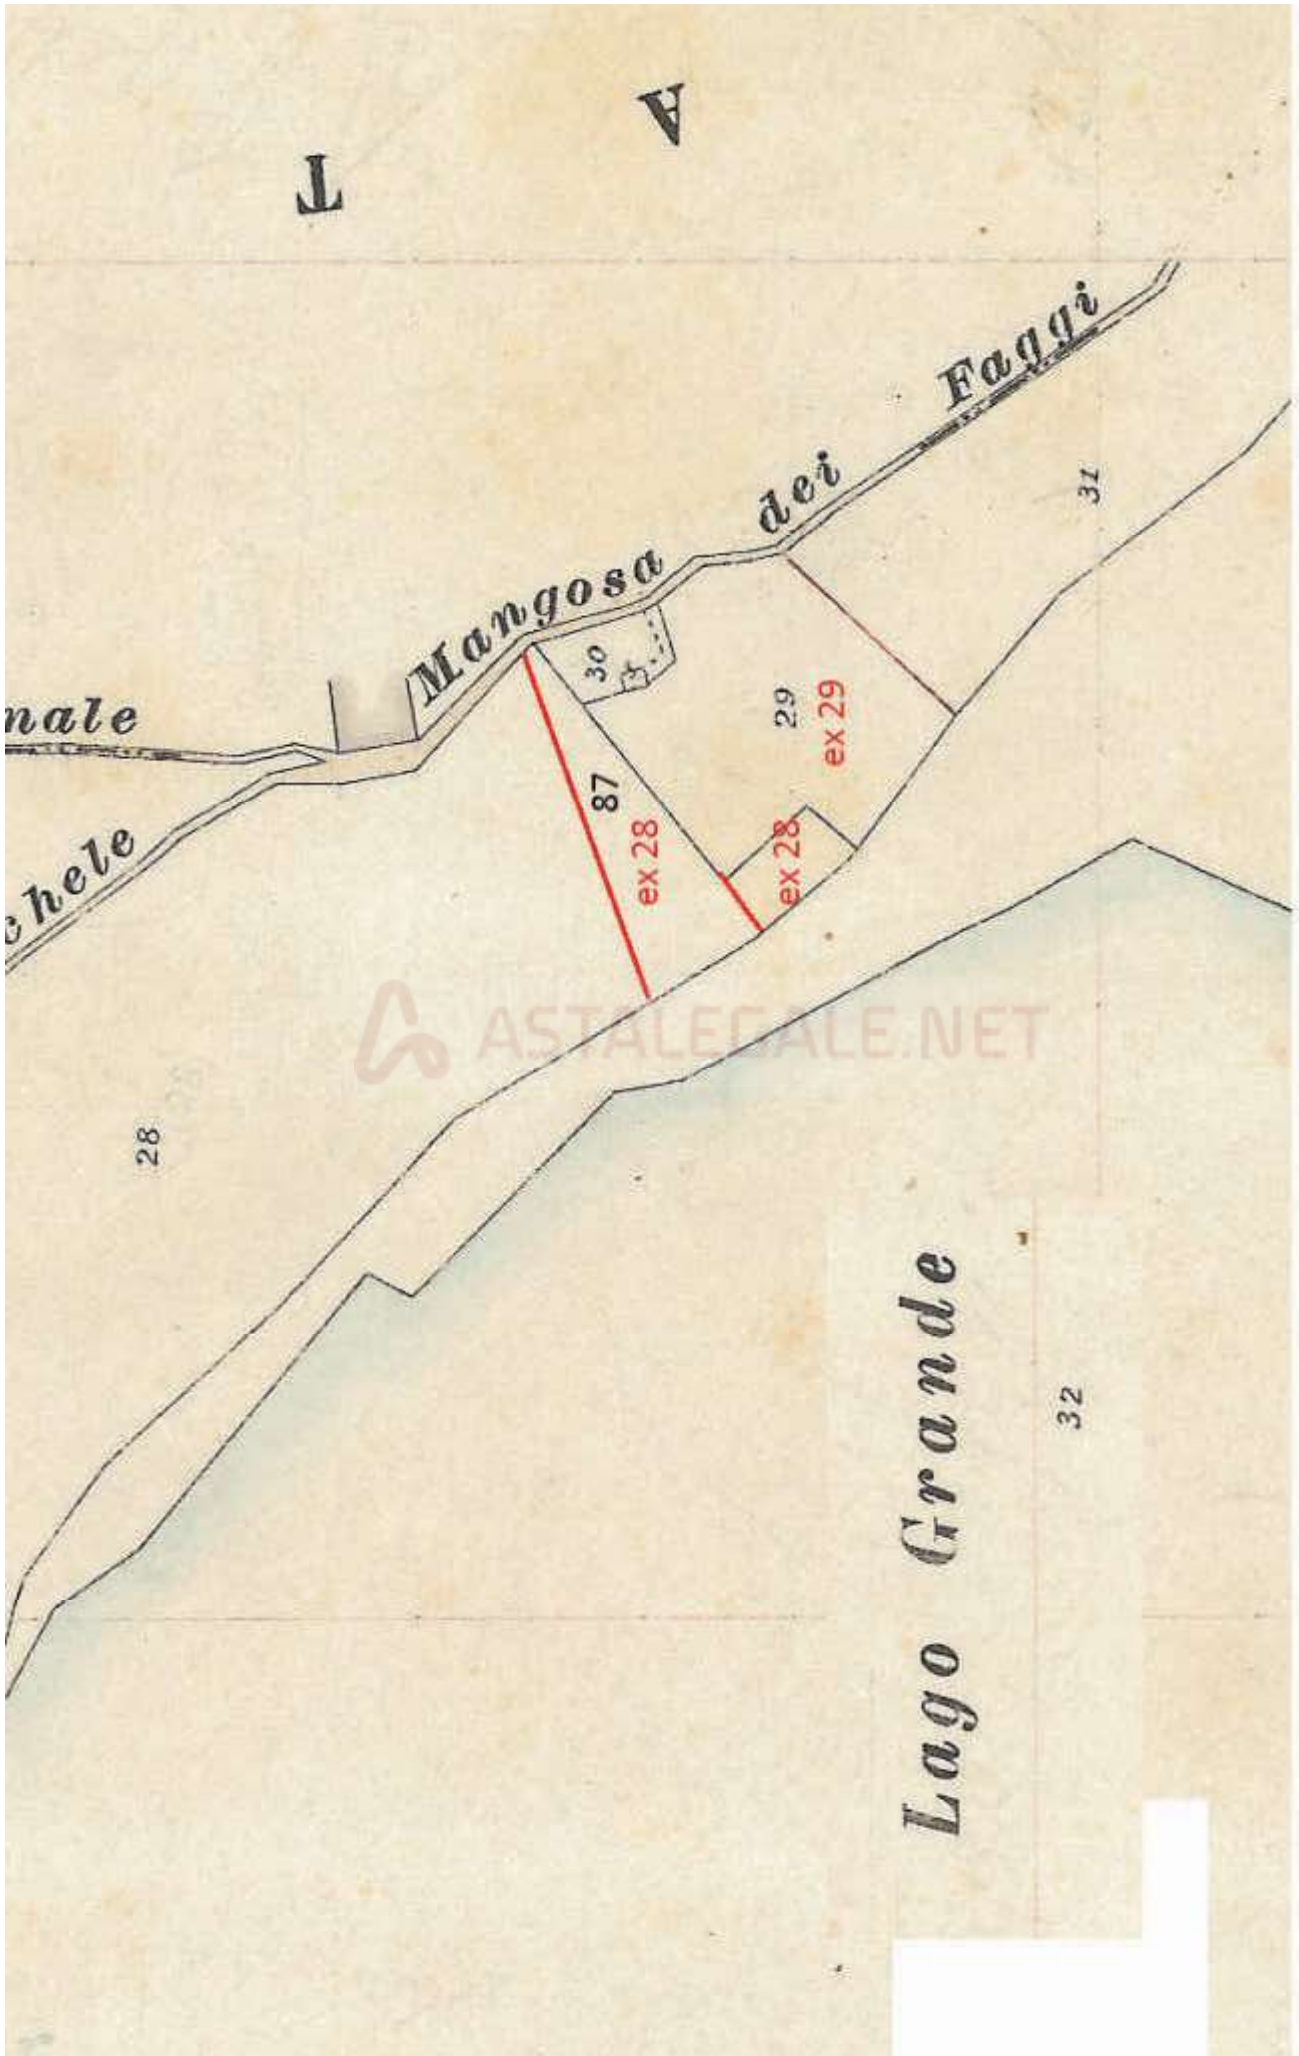 A
T
Faggi
dei
Mangosa
31
30
29
ex 29
nale
87
ex 28
ex 28
chele
ASTALEGALE.NET
28
Lago Grande
32